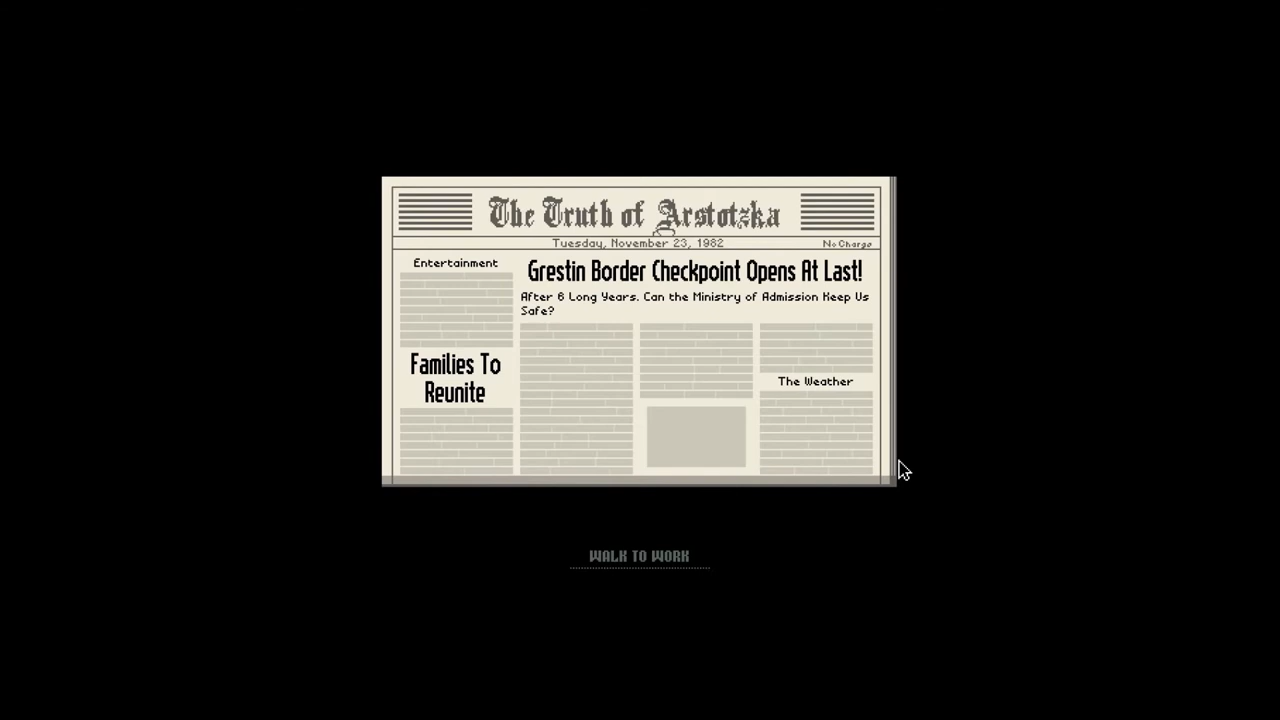 The Truth of Arstotzka
Tuesday, November 23, 1982
No Charge
Entertainment
Families To
Reunite
Grestin Border Checkpoint Opens At Last!
After 6 Long Years. Can the Ministry of Admission Keep Us
Safe?
The Weather
WALK TO WORK